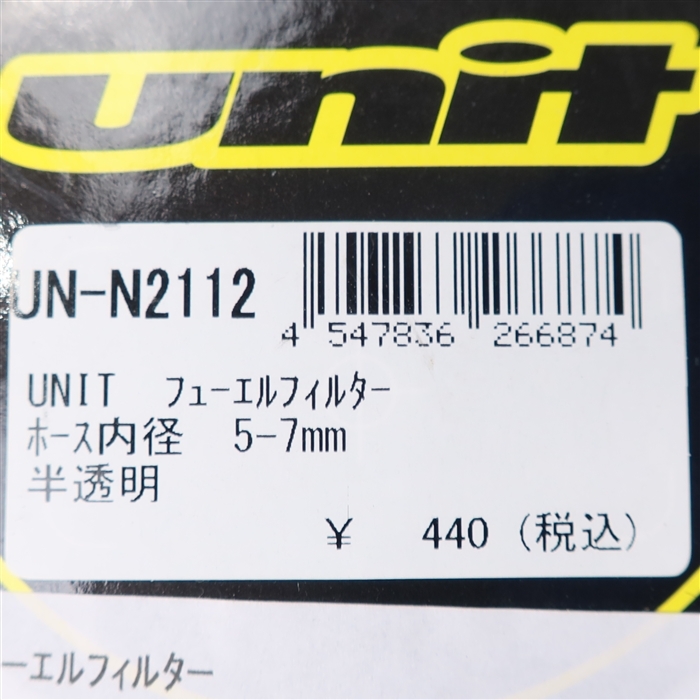 unit
UN-N2112
4 547836 266874
UNIT ﾌｭｰｴﾙﾌｨﾙﾀｰ
ﾎｰｽ内径 5-7mm
半透明
¥ 440 (税込)
ーエルフィルター